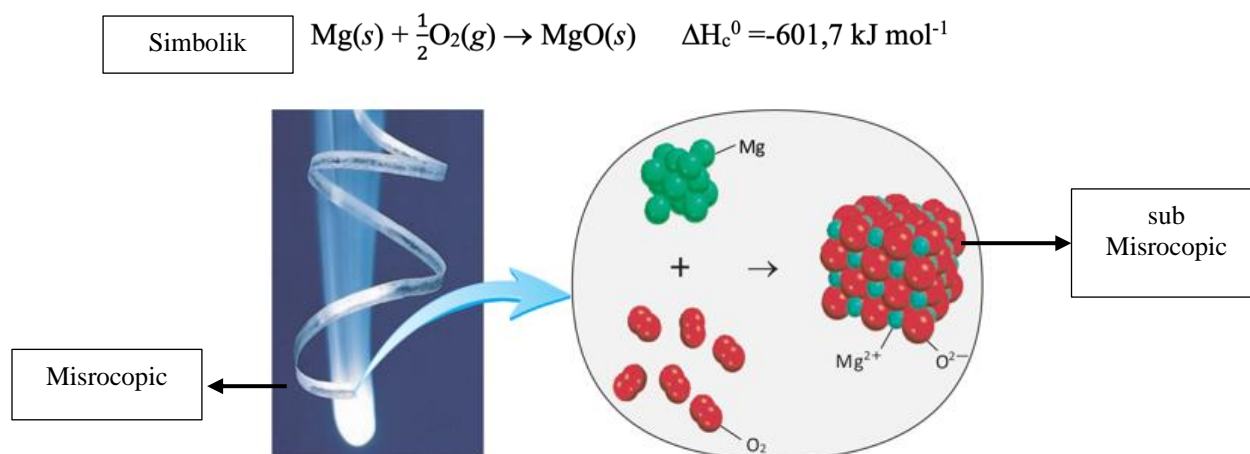 Simbolik
Mg(s) + ½O₂(g) → MgO(s) ΔHc⁰ =-601,7 kJ mol⁻¹
Mg
+
→
sub
Misrocopic
Mg²⁺
O²⁻
O₂
Misrocopic